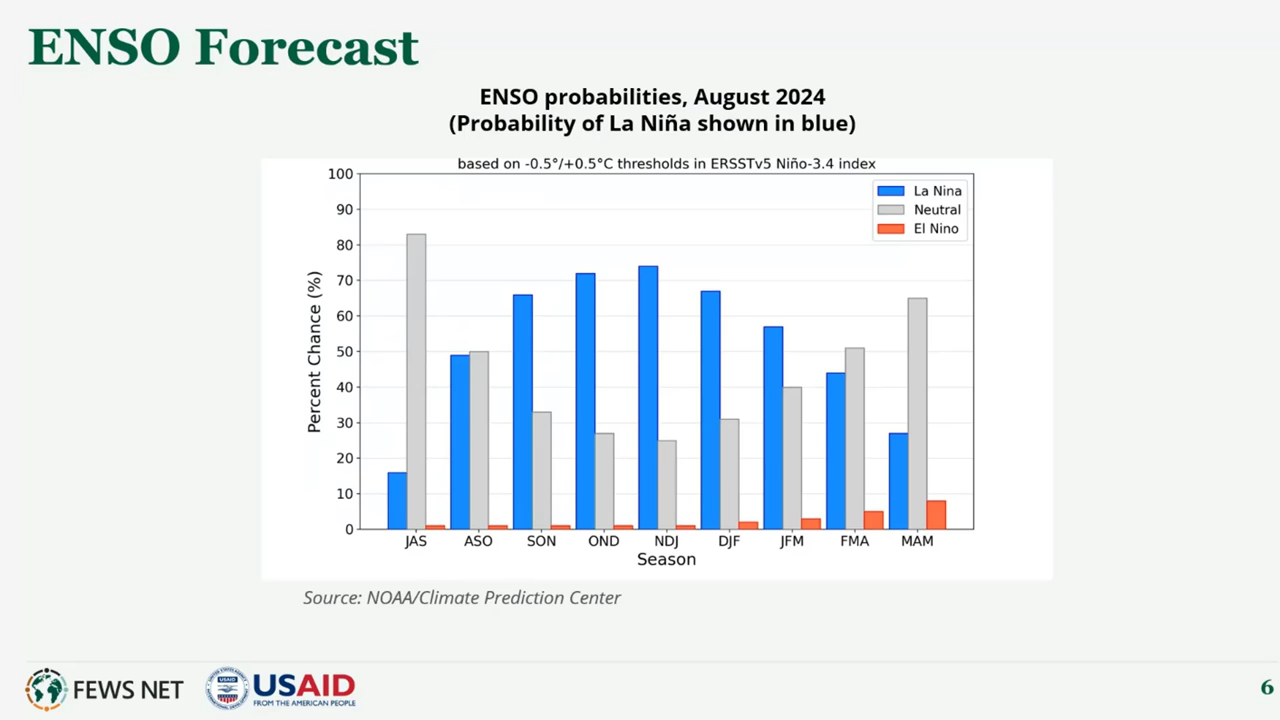 ENSO Forecast
ENSO probabilities, August 2024
(Probability of La Niña shown in blue)
based on -0.5°/+0.5°C thresholds in ERSSTv5 Niño-3.4 index
Percent Chance (%)
100
90
80
70
60
50
40
30
20
10
0
La Nina
Neutral
El Nino
JAS ASO SON OND NDJ DJF JFM FMA MAM
Season
Source: NOAA/Climate Prediction Center
FEWS NET
USAID
FROM THE AMERICAN PEOPLE
6